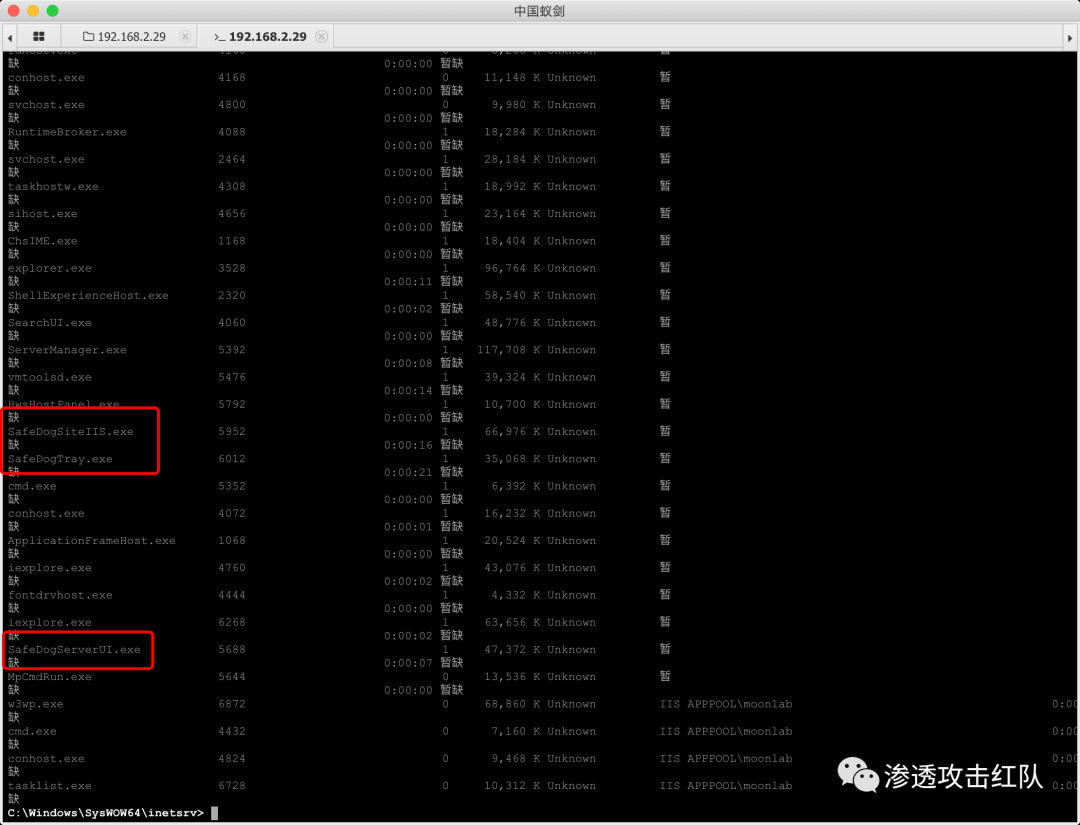 中国蚁剑
192.168.2.29
>_ 192.168.2.29
缺 0:00:00 暂缺
conhost.exe 4168 0 11,148 K Unknown 暂
缺 0:00:00 暂缺
svchost.exe 4800 0 9,980 K Unknown 暂
缺 0:00:00 暂缺
RuntimeBroker.exe 4088 1 18,284 K Unknown 暂
缺 0:00:00 暂缺
svchost.exe 2464 1 28,184 K Unknown 暂
缺 0:00:00 暂缺
taskhostw.exe 4308 1 18,992 K Unknown 暂
缺 0:00:00 暂缺
sihost.exe 4656 1 23,164 K Unknown 暂
缺 0:00:00 暂缺
ChsIME.exe 1168 1 18,404 K Unknown 暂
缺 0:00:00 暂缺
explorer.exe 3528 1 96,764 K Unknown 暂
缺 0:00:11 暂缺
ShellExperienceHost.exe 2320 1 58,540 K Unknown 暂
缺 0:00:02 暂缺
SearchUI.exe 4060 1 48,776 K Unknown 暂
缺 0:00:00 暂缺
ServerManager.exe 5392 1 117,708 K Unknown 暂
缺 0:00:08 暂缺
vmtoolsd.exe 5476 1 39,324 K Unknown 暂
缺 0:00:14 暂缺
HwsHostPanel.exe 5792 1 10,700 K Unknown 暂
缺 0:00:00 暂缺
SafeDogSiteIIS.exe 5952 1 66,976 K Unknown 暂
缺 0:00:16 暂缺
SafeDogTray.exe 6012 1 35,068 K Unknown 暂
缺 0:00:21 暂缺
cmd.exe 5352 1 6,392 K Unknown 暂
缺 0:00:00 暂缺
conhost.exe 4072 1 16,232 K Unknown 暂
缺 0:00:01 暂缺
ApplicationFrameHost.exe 1068 1 20,524 K Unknown 暂
缺 0:00:00 暂缺
iexplore.exe 4760 1 43,076 K Unknown 暂
缺 0:00:02 暂缺
fontdrvhost.exe 4444 1 4,332 K Unknown 暂
缺 0:00:00 暂缺
iexplore.exe 6268 1 63,656 K Unknown 暂
缺 0:00:02 暂缺
SafeDogServerUI.exe 5688 1 47,372 K Unknown 暂
缺 0:00:07 暂缺
MpCmdRun.exe 5644 0 13,536 K Unknown 暂
缺 0:00:00 暂缺
w3wp.exe 6872 0 68,860 K Unknown IIS APPPOOL\moonlab 0:00
缺
cmd.exe 4432 0 7,160 K Unknown IIS APPPOOL\moonlab 0:00
缺
conhost.exe 4824 0 9,468 K Unknown IIS APPPOOL\moonlab 0:00
缺
tasklist.exe 6728 0 10,312 K Unknown IIS APPPOOL\moonlab 0:00
缺
C:\Windows\SysWOW64\inetsrv>
渗透攻击红队